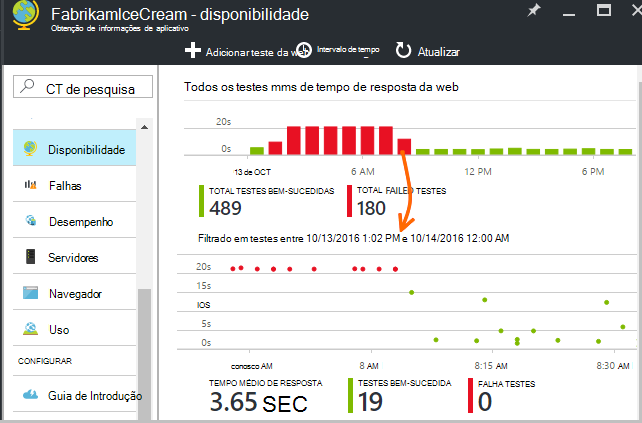 FabrikamIceCream - disponibilidade
Obtenção de informações de aplicativo
Adicionar teste da web
Intervalo de tempo
Atualizar
CT de pesquisa
Disponibilidade
Falhas
Desempenho
Servidores
Navegador
Uso
CONFIGURAR
Guia de Introdução
Todos os testes mms de tempo de resposta da web
20s
0s
13 de OCT
6 AM
12 PM
6 PM
TOTAL TESTES BEM-SUCEDIDAS
489
TOTAL FAILED TESTES
180
Filtrado em testes entre 10/13/2016 1:02 PM e 10/14/2016 12:00 AM
20s
15s
IOS
5s
0s
conosco AM
8 AM
8:15 AM
8:30 AM
TEMPO MÉDIO DE RESPOSTA
3.65 SEC
TESTES BEM-SUCEDIDA
19
FALHA TESTES
0